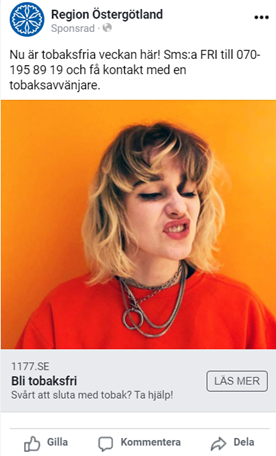 Region Östergötland
Sponsrad ·
Nu är tobaksfria veckan här! Sms:a FRI till 070-
195 89 19 och få kontakt med en
tobaksavvänjare.
1177.SE
Bli tobaksfri
Svårt att sluta med tobak? Ta hjälp!
LÄS MER
Gilla
Kommentera
Dela